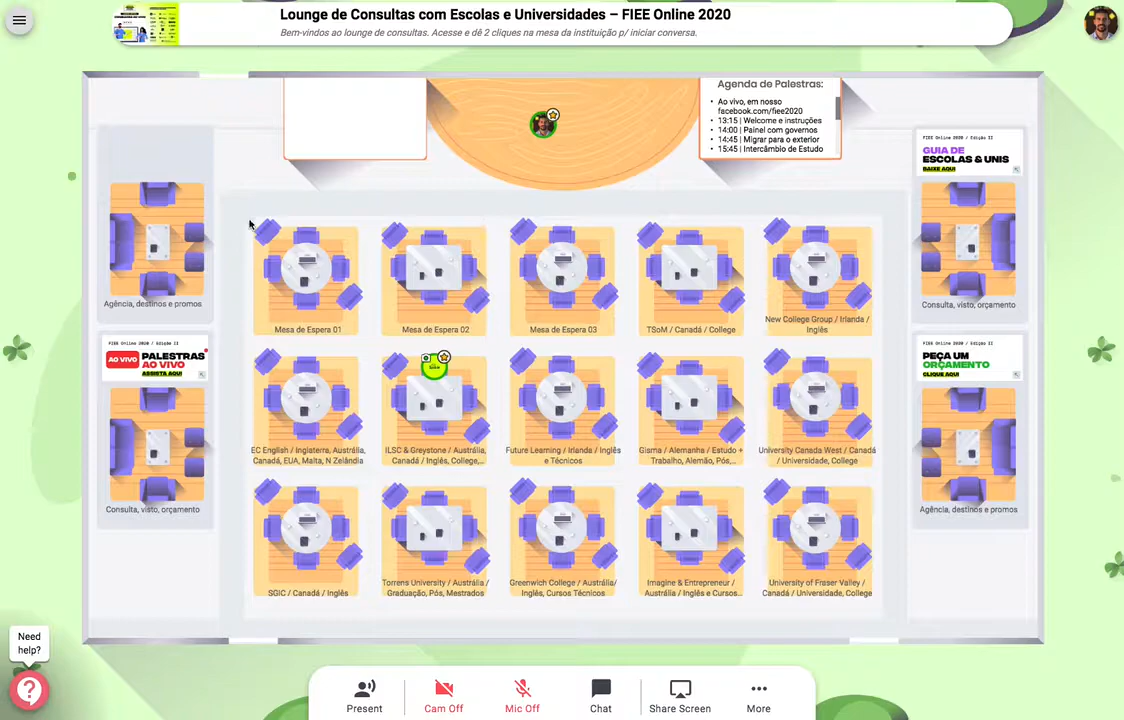 Lounge de Consultas com Escolas e Universidades – FIEE Online 2020
Bem-vindos ao lounge de consultas. Acesse e dê 2 cliques na mesa da instituição p/ iniciar conversa.
Agenda de Palestras:
• Ao vivo, em nosso
facebook.com/fiee2020
• 13:15 | Welcome e instruções
• 14:00 | Painel com governos
• 14:45 | Migrar para o exterior
• 15:45 | Intercâmbio de Estudo
FIEE Online 2020 / Edição II
GUIA DE
ESCOLAS & UNIS
BAIXE AQUI
Agência, destinos e promos
Consulta, visto, orçamento
Mesa de Espera 01
Mesa de Espera 02
Mesa de Espera 03
TSoM / Canadá / College
New College Group / Irlanda /
Inglês
FIEE Online 2020 / Edição II
AO VIVO
PALESTRAS
AO VIVO
ASSISTA AQUI
FIEE Online 2020 / Edição II
PEÇA UM
ORÇAMENTO
CLIQUE AQUI
EC English / Inglaterra, Austrália,
Canadá, EUA, Malta, N Zelândia
ILSC & Greystone / Austrália,
Canadá / Inglês, College,...
Future Learning / Irlanda / Inglês
e Técnicos
Gisma / Alemanha / Estudo +
Trabalho, Alemão, Pós,...
University Canada West / Canadá
/ Universidade, College
Consulta, visto, orçamento
Agência, destinos e promos
SGIC / Canadá / Inglês
Torrens University / Austrália /
Graduação, Pós, Mestrados
Greenwich College / Austrália/
Inglês, Cursos Técnicos
Imagine & Entrepreneur /
Austrália / Inglês e Cursos...
University of Fraser Valley /
Canadá / Universidade, College
Need
help?
Present
Cam Off
Mic Off
Chat
Share Screen
More